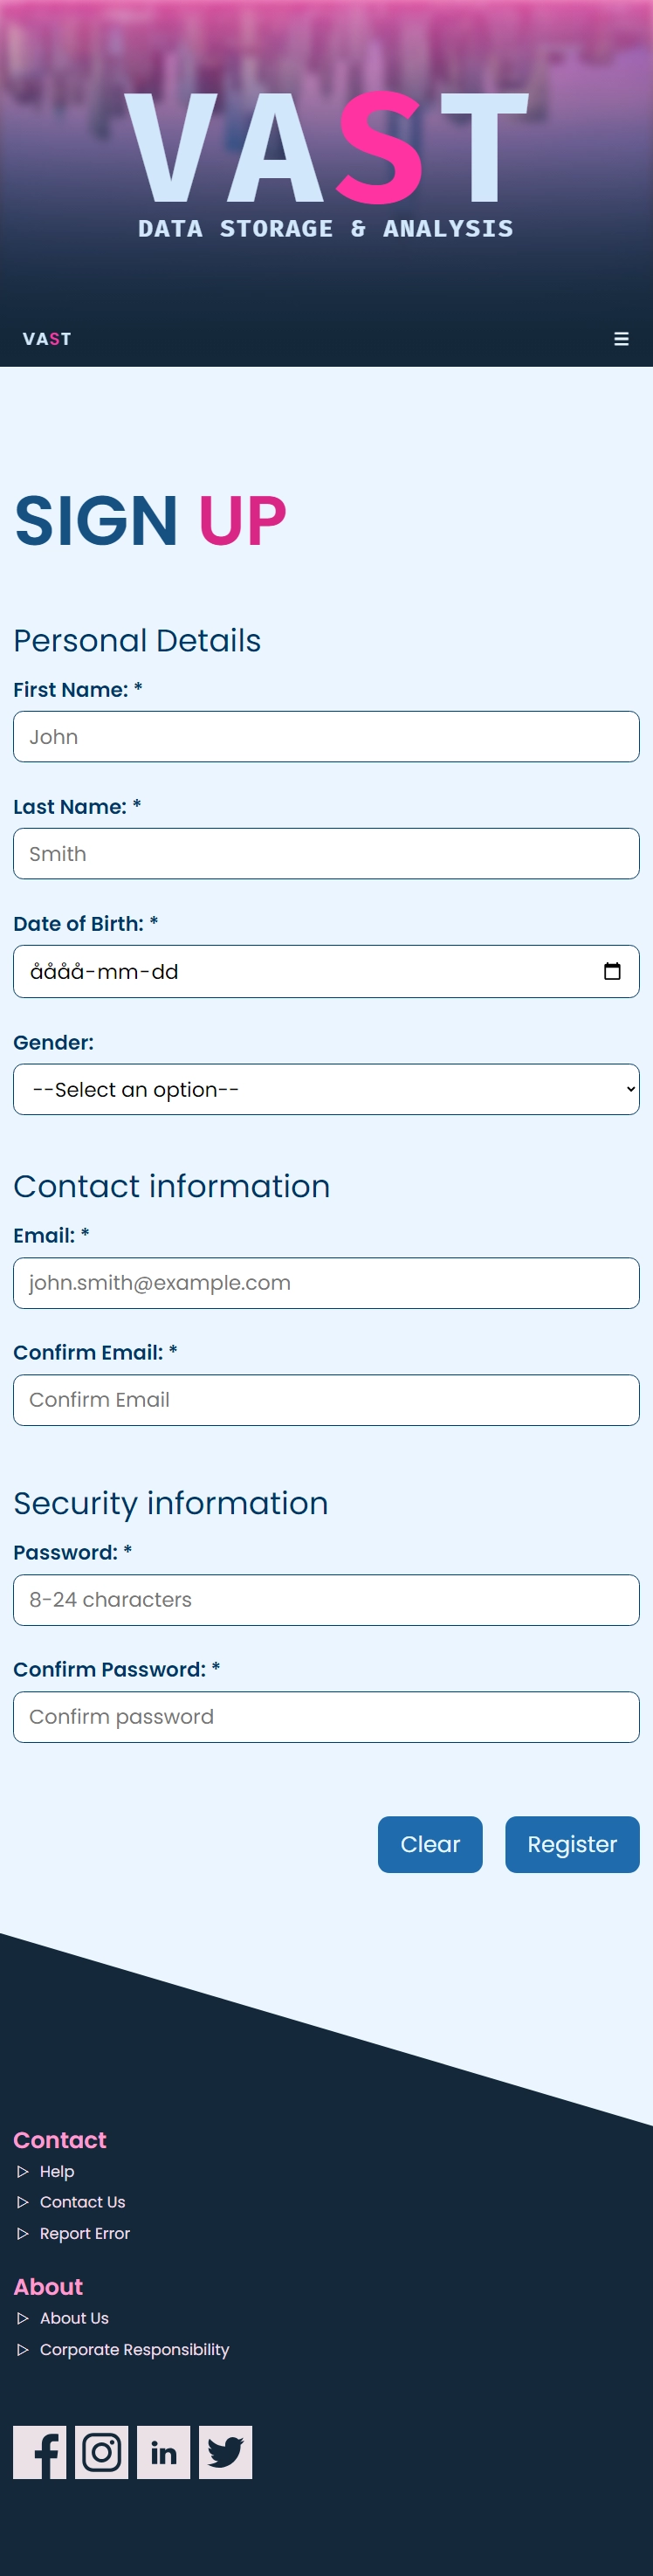 VAST
DATA STORAGE & ANALYSIS
VAST
SIGN UP
Personal Details
First Name: *
John
Last Name: *
Smith
Date of Birth: *
åååå-mm-dd
Gender:
--Select an option--
Contact information
Email: *
john.smith@example.com
Confirm Email: *
Confirm Email
Security information
Password: *
8-24 characters
Confirm Password: *
Confirm password
Clear Register
Contact
Help
Contact Us
Report Error
About
About Us
Corporate Responsibility